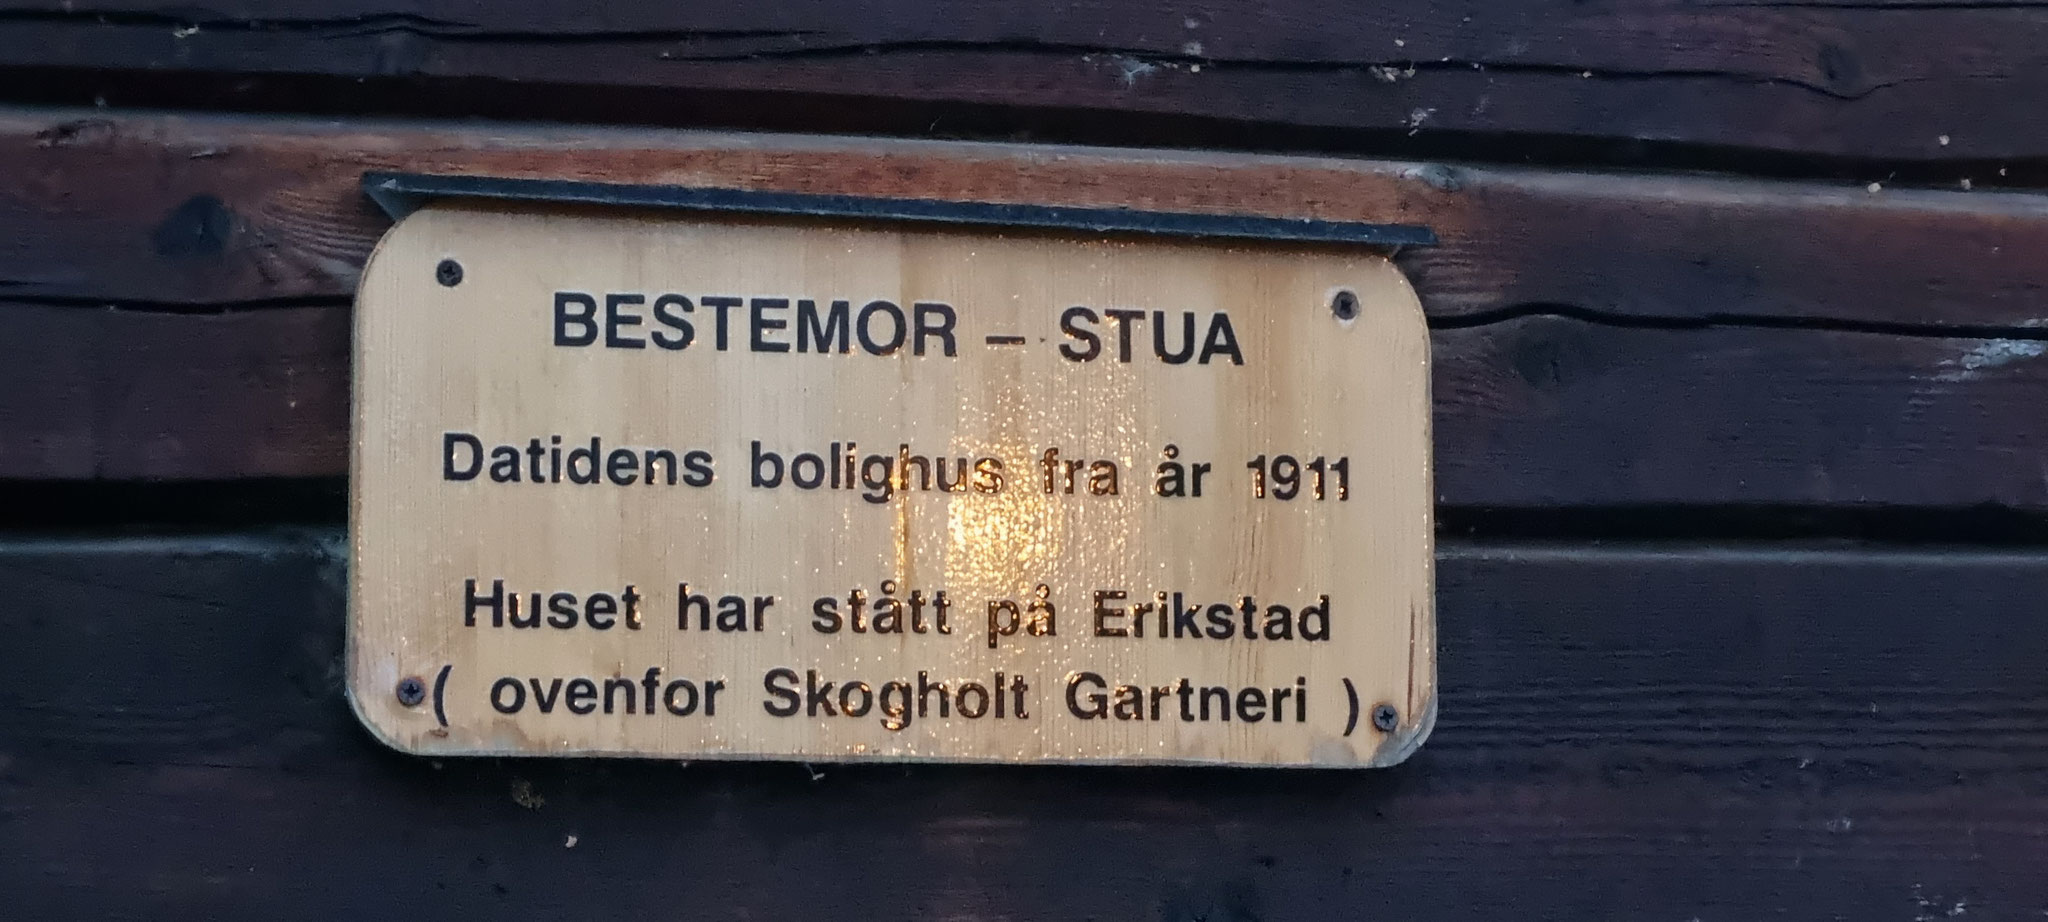 BESTEMOR – STUA
Datidens bolighus fra år 1911
Huset har stått på Erikstad
( ovenfor Skogholt Gartneri )